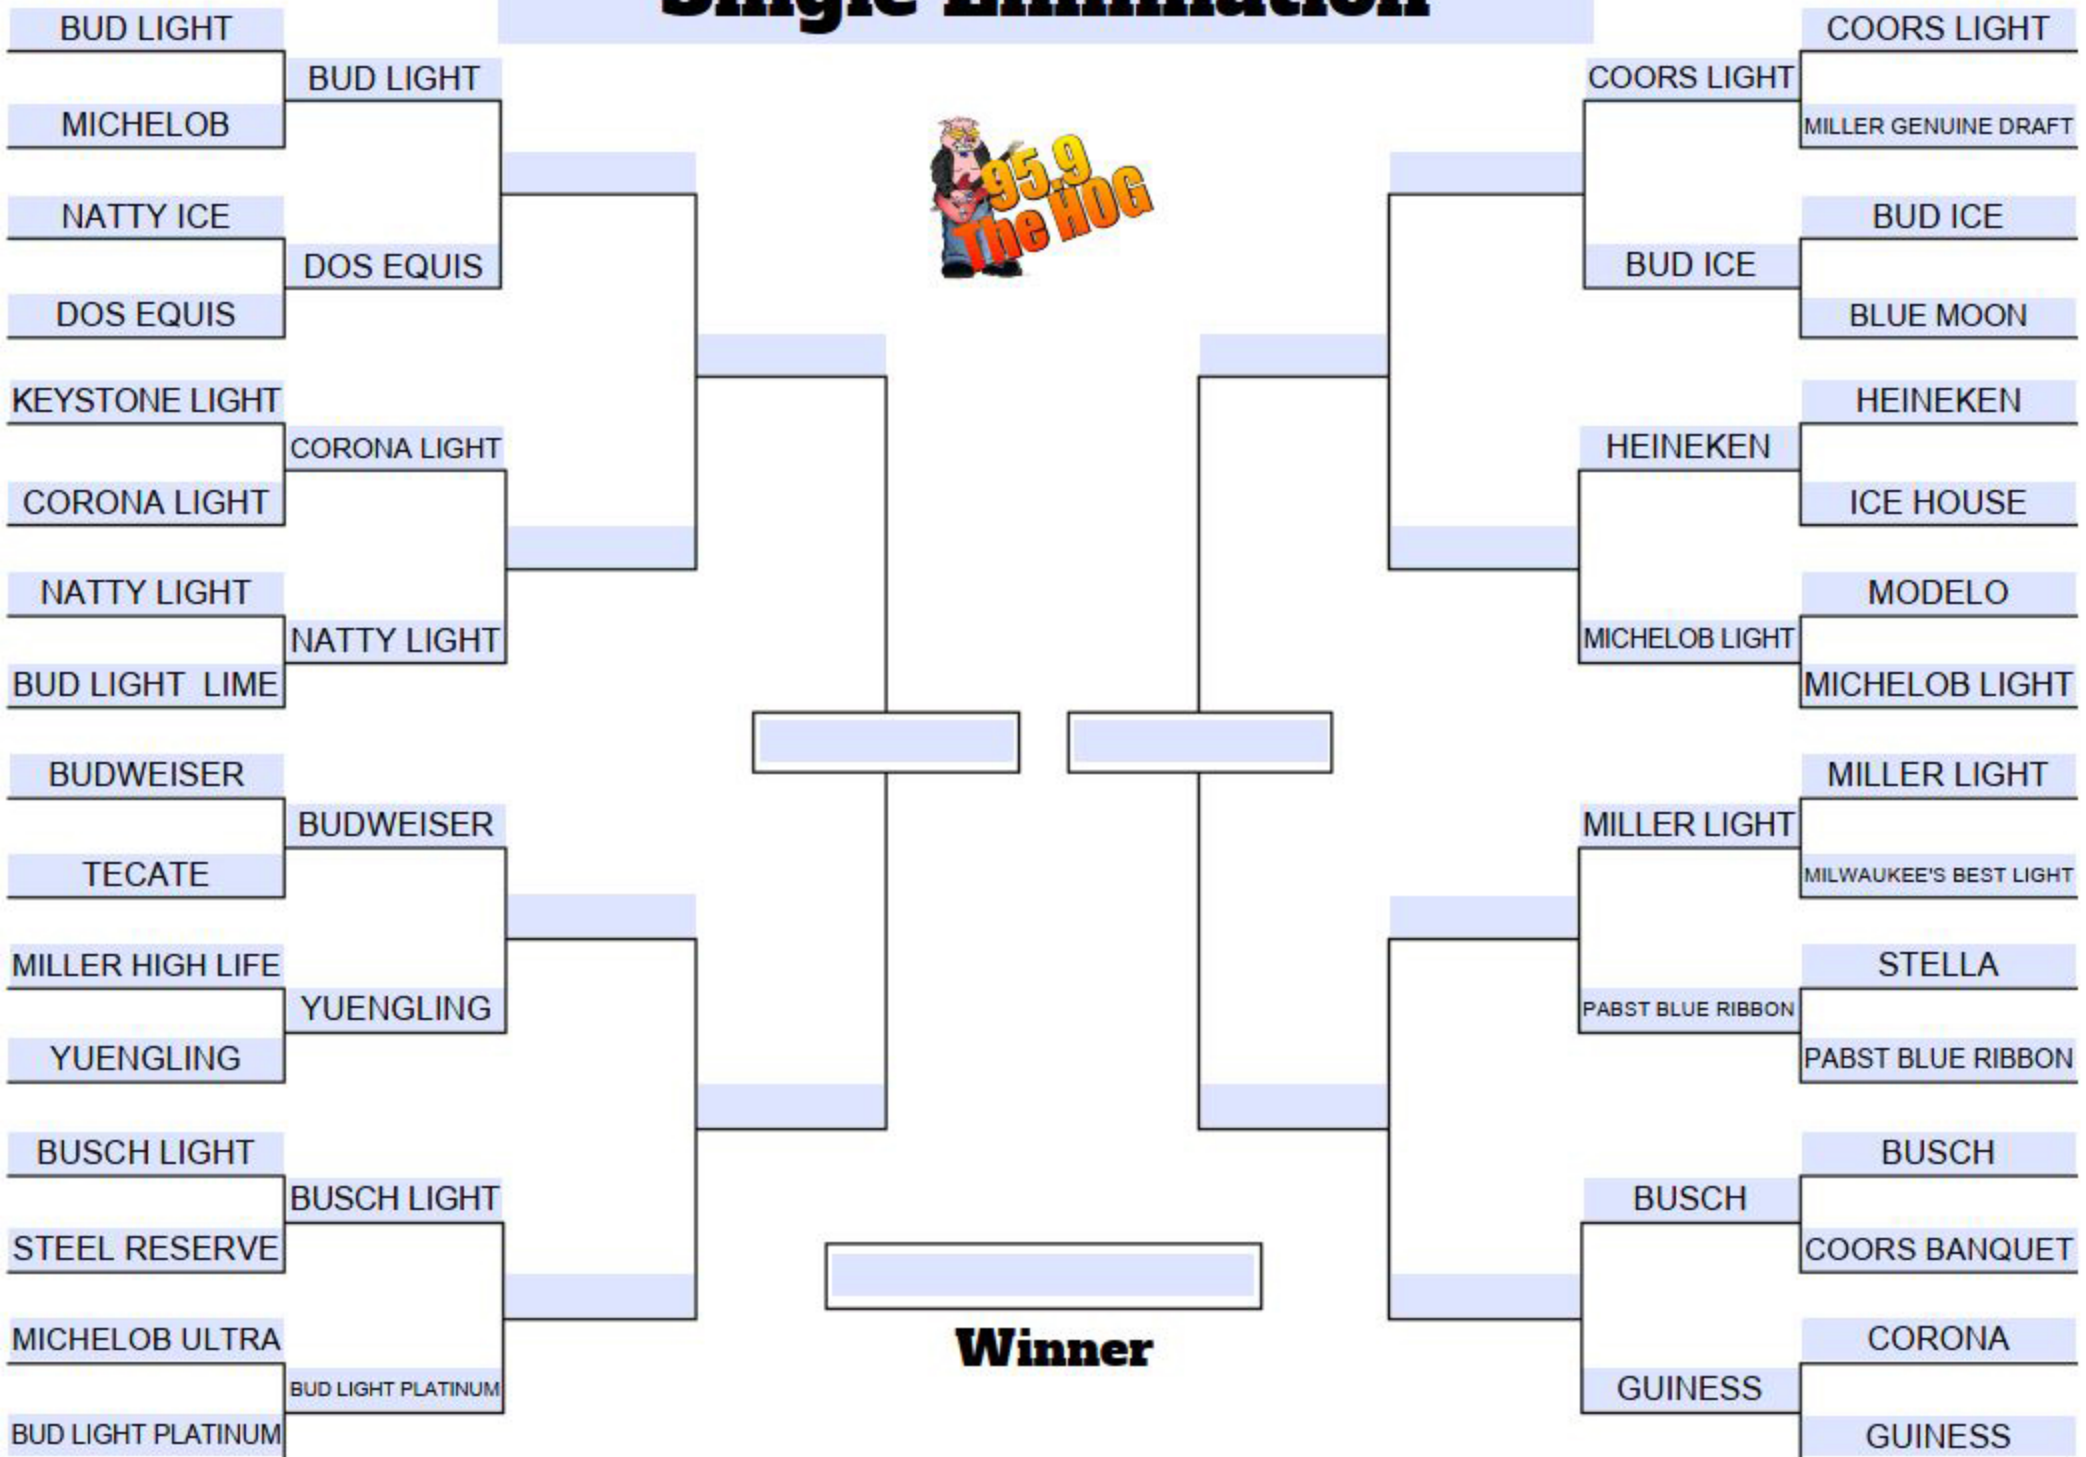 Single Elimination
BUD LIGHT
MICHELOB
NATTY ICE
DOS EQUIS
KEYSTONE LIGHT
CORONA LIGHT
NATTY LIGHT
BUD LIGHT  LIME
BUDWEISER
TECATE
MILLER HIGH LIFE
YUENGLING
BUSCH LIGHT
STEEL RESERVE
MICHELOB ULTRA
BUD LIGHT PLATINUM
BUD LIGHT
DOS EQUIS
CORONA LIGHT
NATTY LIGHT
BUDWEISER
YUENGLING
BUSCH LIGHT
BUD LIGHT PLATINUM
95.9
The HOG
Winner
COORS LIGHT
BUD ICE
HEINEKEN
MICHELOB LIGHT
MILLER LIGHT
PABST BLUE RIBBON
BUSCH
GUINESS
COORS LIGHT
MILLER GENUINE DRAFT
BUD ICE
BLUE MOON
HEINEKEN
ICE HOUSE
MODELO
MICHELOB LIGHT
MILLER LIGHT
MILWAUKEE'S BEST LIGHT
STELLA
PABST BLUE RIBBON
BUSCH
COORS BANQUET
CORONA
GUINESS